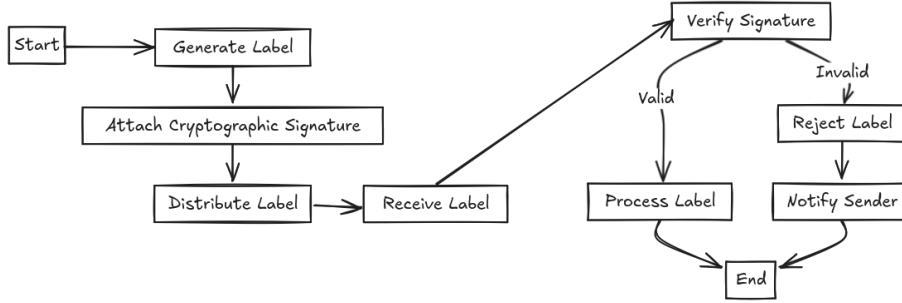 Start
Generate Label
Attach Cryptographic Signature
Distribute Label
Receive Label
Verify Signature
Valid
Invalid
Process Label
Reject Label
Notify Sender
End